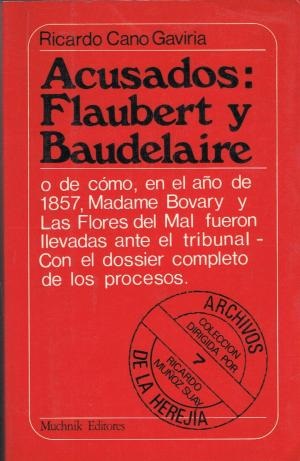 Ricardo Cano Gaviria
Acusados:
Flaubert y
Baudelaire
o de cómo, en el año de
1857, Madame Bovary y
Las Flores del Mal fueron
llevadas ante el tribunal -
Con el dossier completo
de los procesos.
ARCHIVOS
COLECCION
DIRIGIDA POR
7
RICARDO
MUÑOZ SUAY
DE LA HEREJÍA
Muchnik Editores